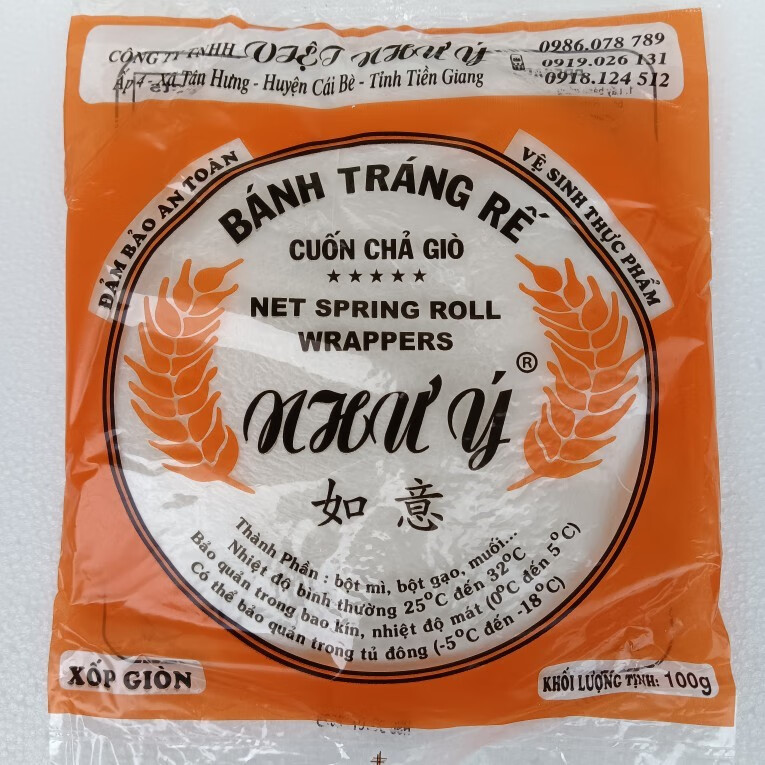 CÔNG TY TNHH VIỆT NHƯ Ý
Ấp 4 - Xã Tân Hưng - Huyện Cái Bè - Tỉnh Tiền Giang
0986.078 789
0919.026 131
0918.124 512
ĐẢM BẢO AN TOÀN
VỆ SINH THỰC PHẨM
BÁNH TRÁNG RẾ
CUỐN CHẢ GIÒ
NET SPRING ROLL
WRAPPERS
NHƯ Ý ®
如意
Thành Phần : bột mì, bột gạo, muối...
Nhiệt độ bình thường 25°C đến 32°C
Bảo quản trong bao kín, nhiệt độ mát (0°C đến 5°C)
Có thể bảo quản trong tủ đông (-5°C đến -18°C)
XỐP GIÒN
KHỐI LƯỢNG TỊNH: 100g